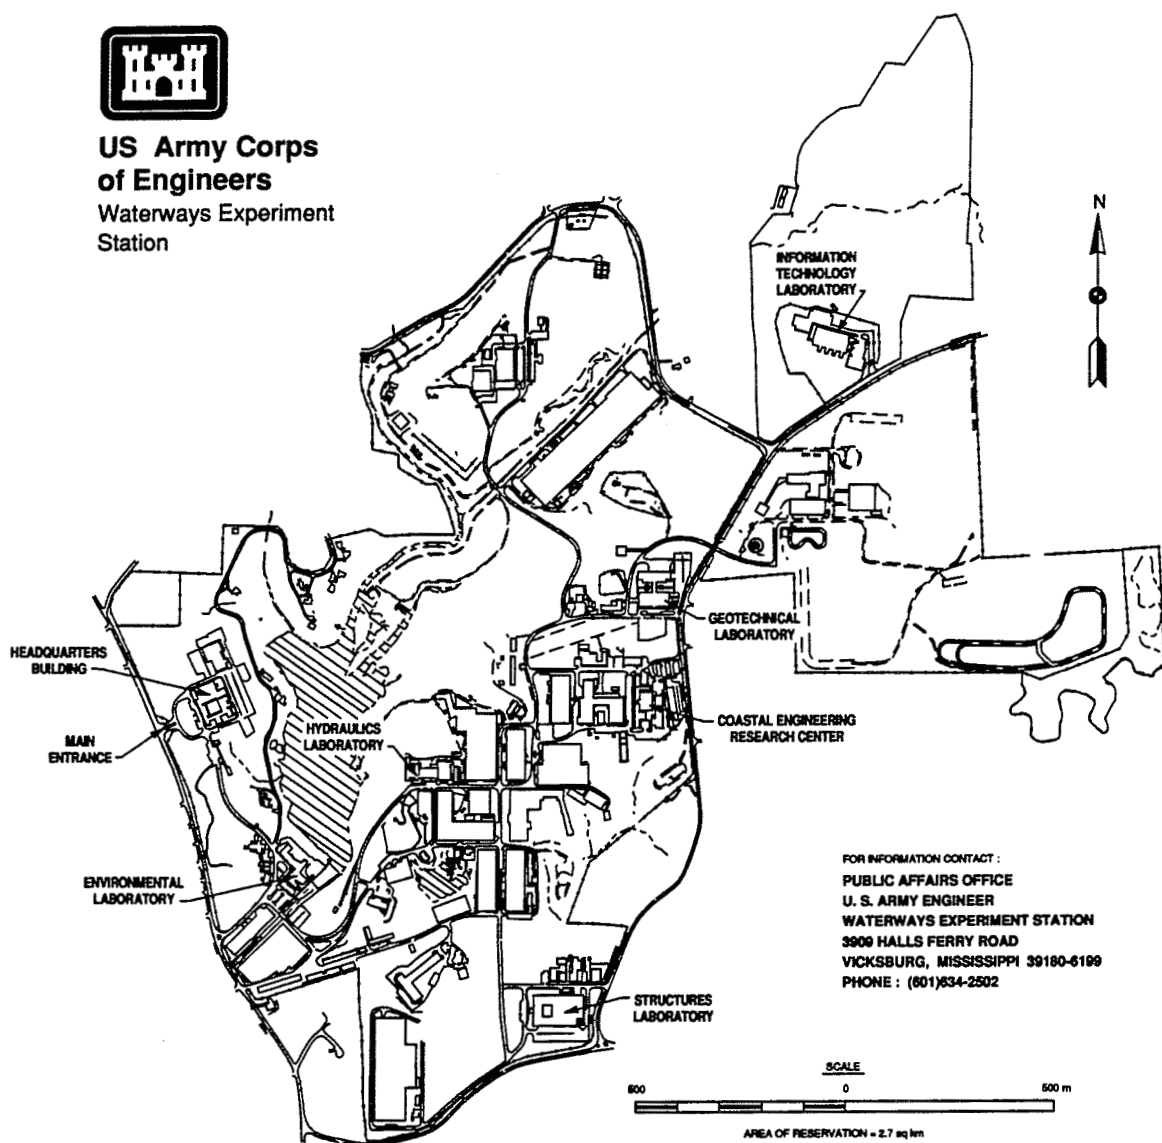 US Army Corps
of Engineers
Waterways Experiment
Station
N
INFORMATION
TECHNOLOGY
LABORATORY
GEOTECHNICAL
LABORATORY
HEADQUARTERS
BUILDING
MAIN
ENTRANCE
HYDRAULICS
LABORATORY
COASTAL ENGINEERING
RESEARCH CENTER
ENVIRONMENTAL
LABORATORY
STRUCTURES
LABORATORY
FOR INFORMATION CONTACT :
PUBLIC AFFAIRS OFFICE
U. S. ARMY ENGINEER
WATERWAYS EXPERIMENT STATION
3909 HALLS FERRY ROAD
VICKSBURG, MISSISSIPPI 39180-6199
PHONE : (601)634-2502
SCALE
500 0 500 m
AREA OF RESERVATION = 2.7 sq km